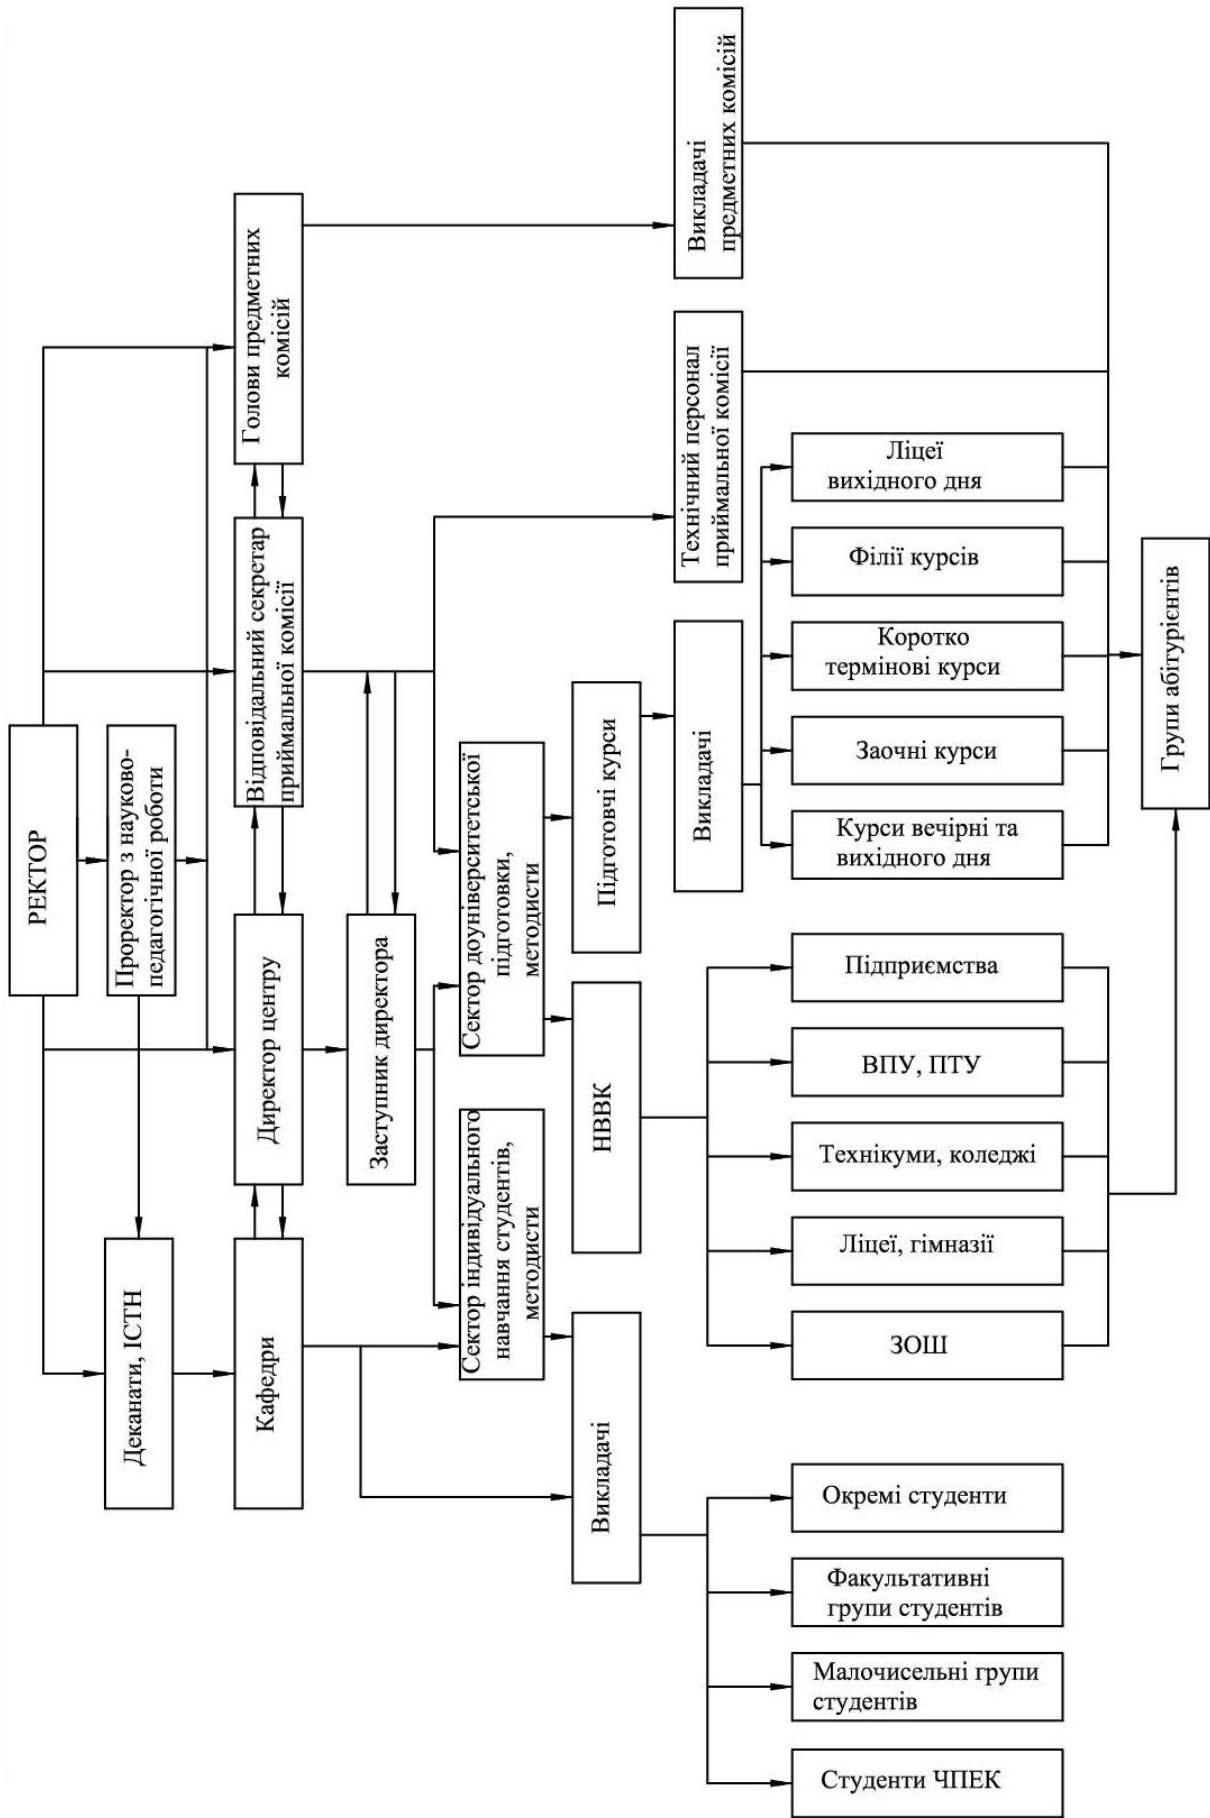 РЕКТОР
Проректор з науково-
педагогічної роботи
Деканати, ІСТН
Кафедри
Директор центру
Відповідальний секретар
приймальної комісії
Голови предметних
комісій
Заступник директора
Сектор індивідуального
навчання студентів,
методисти
Сектор доуніверситетської
підготовки,
методисти
Викладачі
НВВК
Підготовчі курси
Викладачі
Технічний персонал
приймальної комісії
Викладачі
предметних комісій
Ліцеї
вихідного дня
Філії курсів
Коротко
термінові курси
Заочні курси
Курси вечірні та
вихідного дня
Підприємства
ВПУ, ПТУ
Технікуми, коледжі
Ліцеї, гімназії
ЗОШ
Окремі студенти
Факультативні
групи студентів
Малочисельні групи
студентів
Студенти ЧПЕК
Групи абітурієнтів